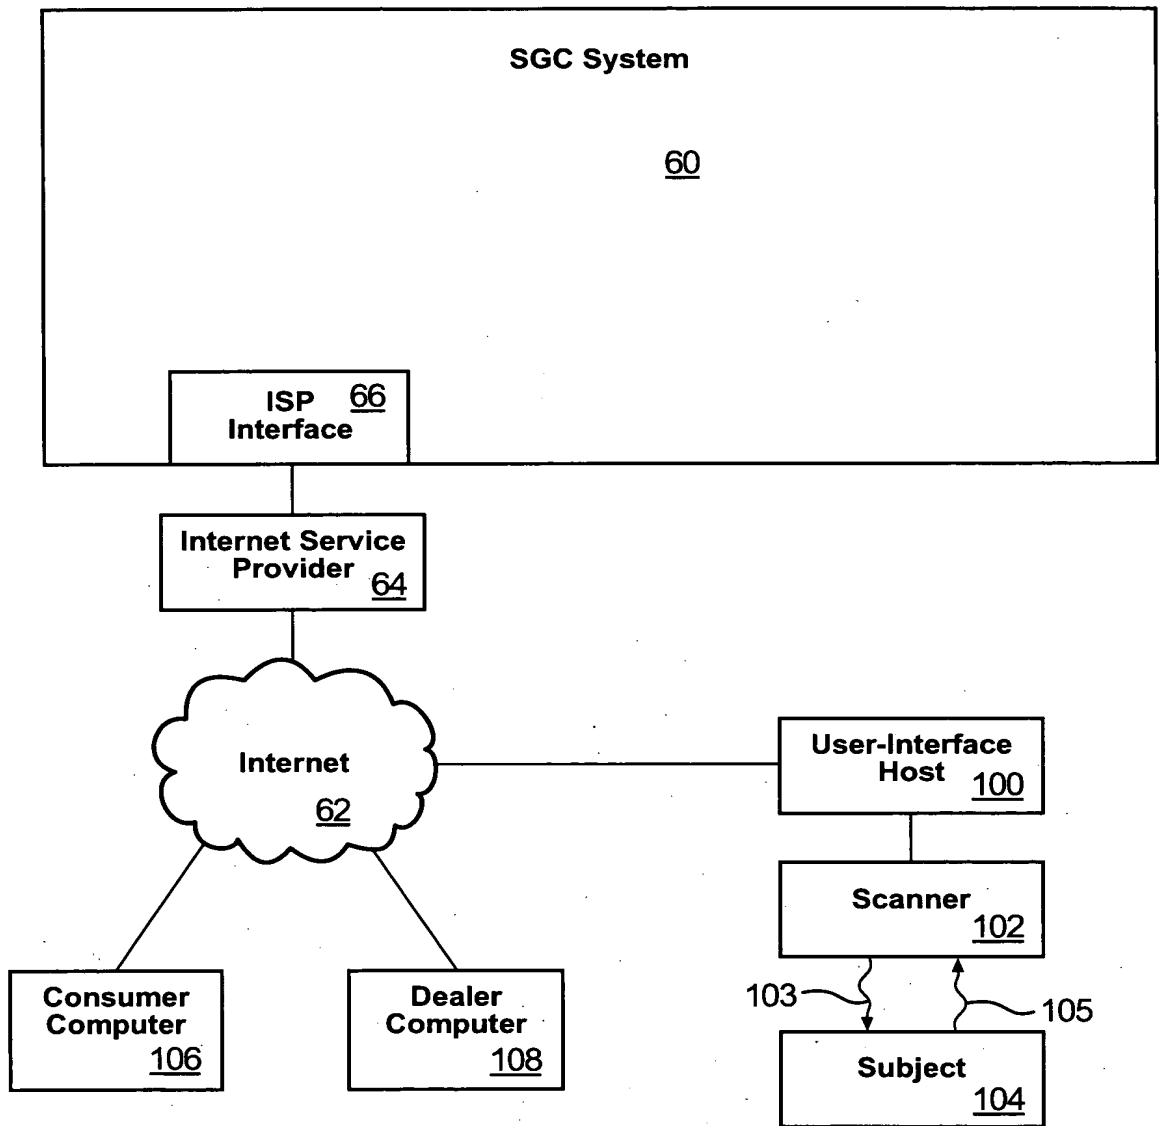 SGC System
60
ISP 66
Interface
Internet Service
Provider 64
Internet
62
User-Interface
Host 100
Scanner
102
103
105
Consumer
Computer
106
Dealer
Computer
108
Subject
104